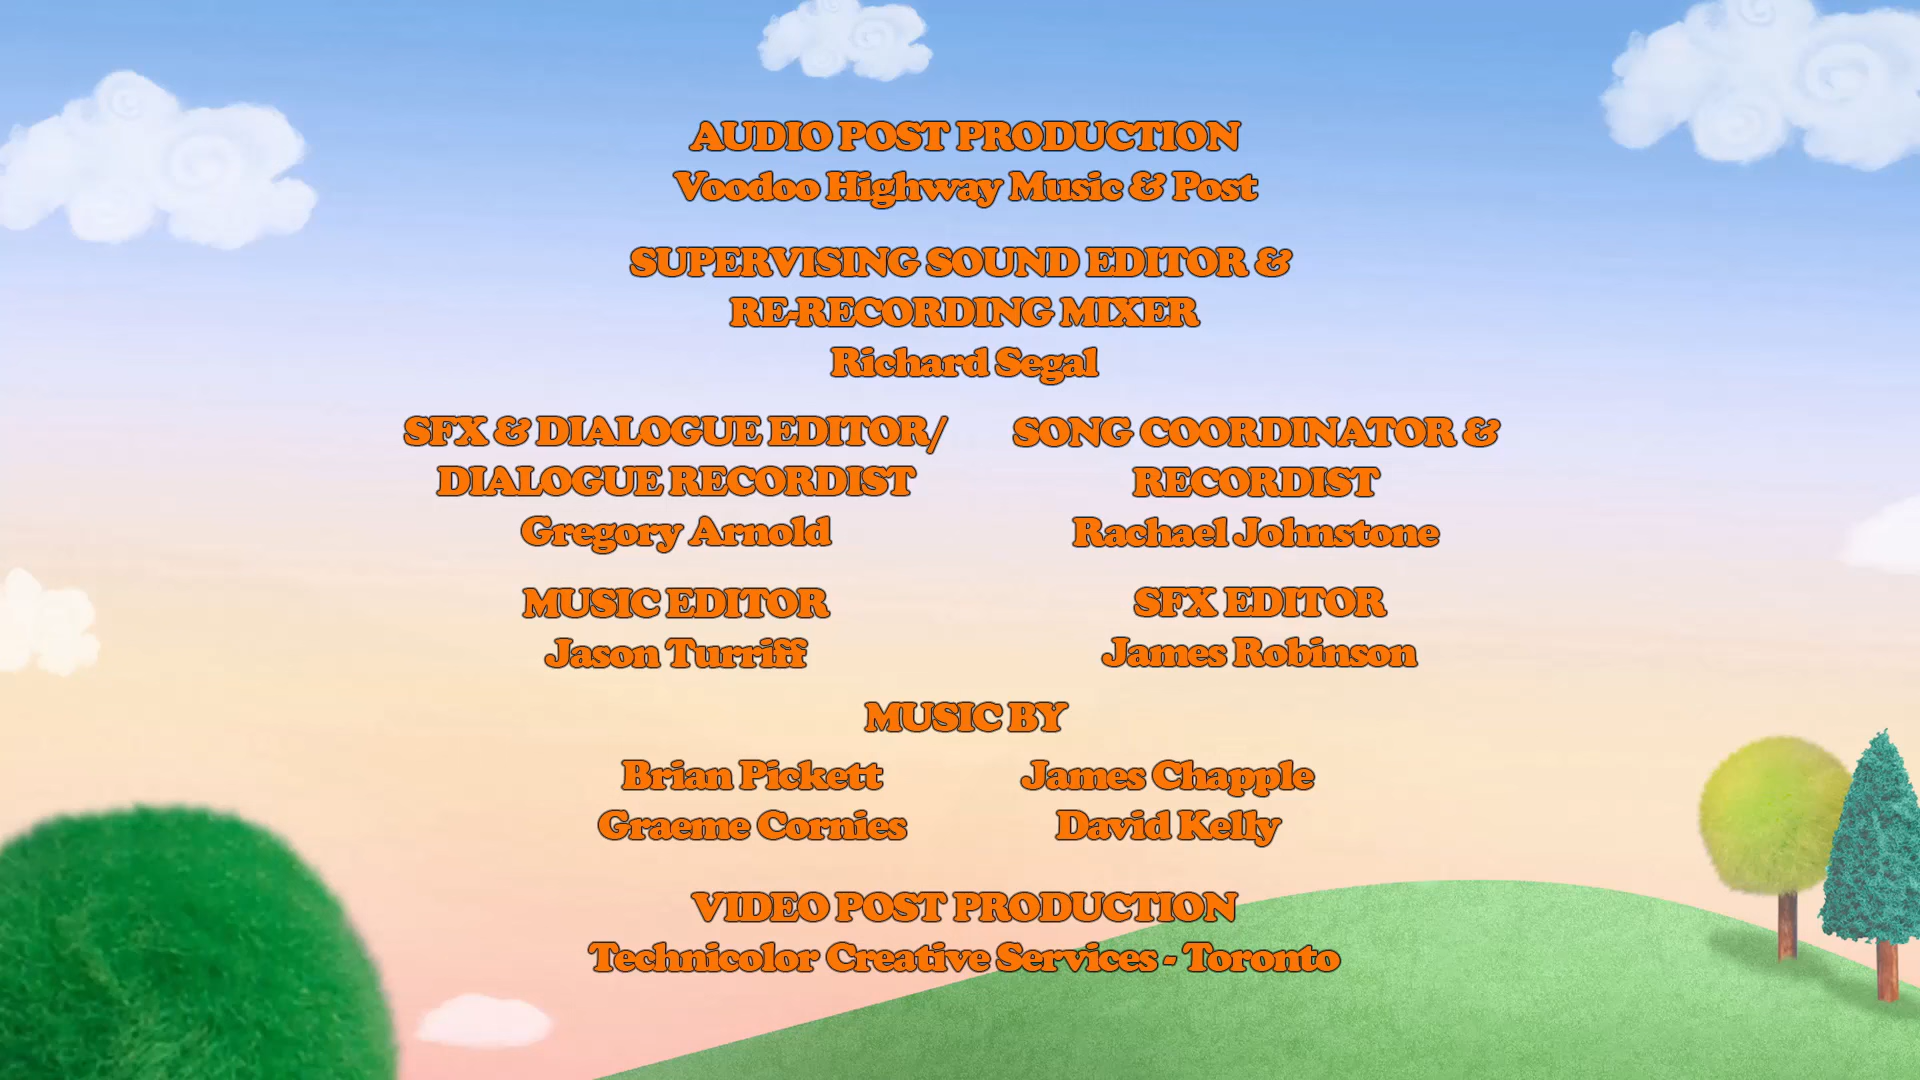 AUDIO POST PRODUCTION
Voodoo Highway Music & Post
SUPERVISING SOUND EDITOR &
RE-RECORDING MIXER
Richard Segal
SFX & DIALOGUE EDITOR/
DIALOGUE RECORDIST
Gregory Arnold
SONG COORDINATOR &
RECORDIST
Rachael Johnstone
MUSIC EDITOR
Jason Turriff
SFX EDITOR
James Robinson
MUSIC BY
Brian Pickett
James Chapple
Graeme Cornies
David Kelly
VIDEO POST PRODUCTION
Technicolor Creative Services - Toronto